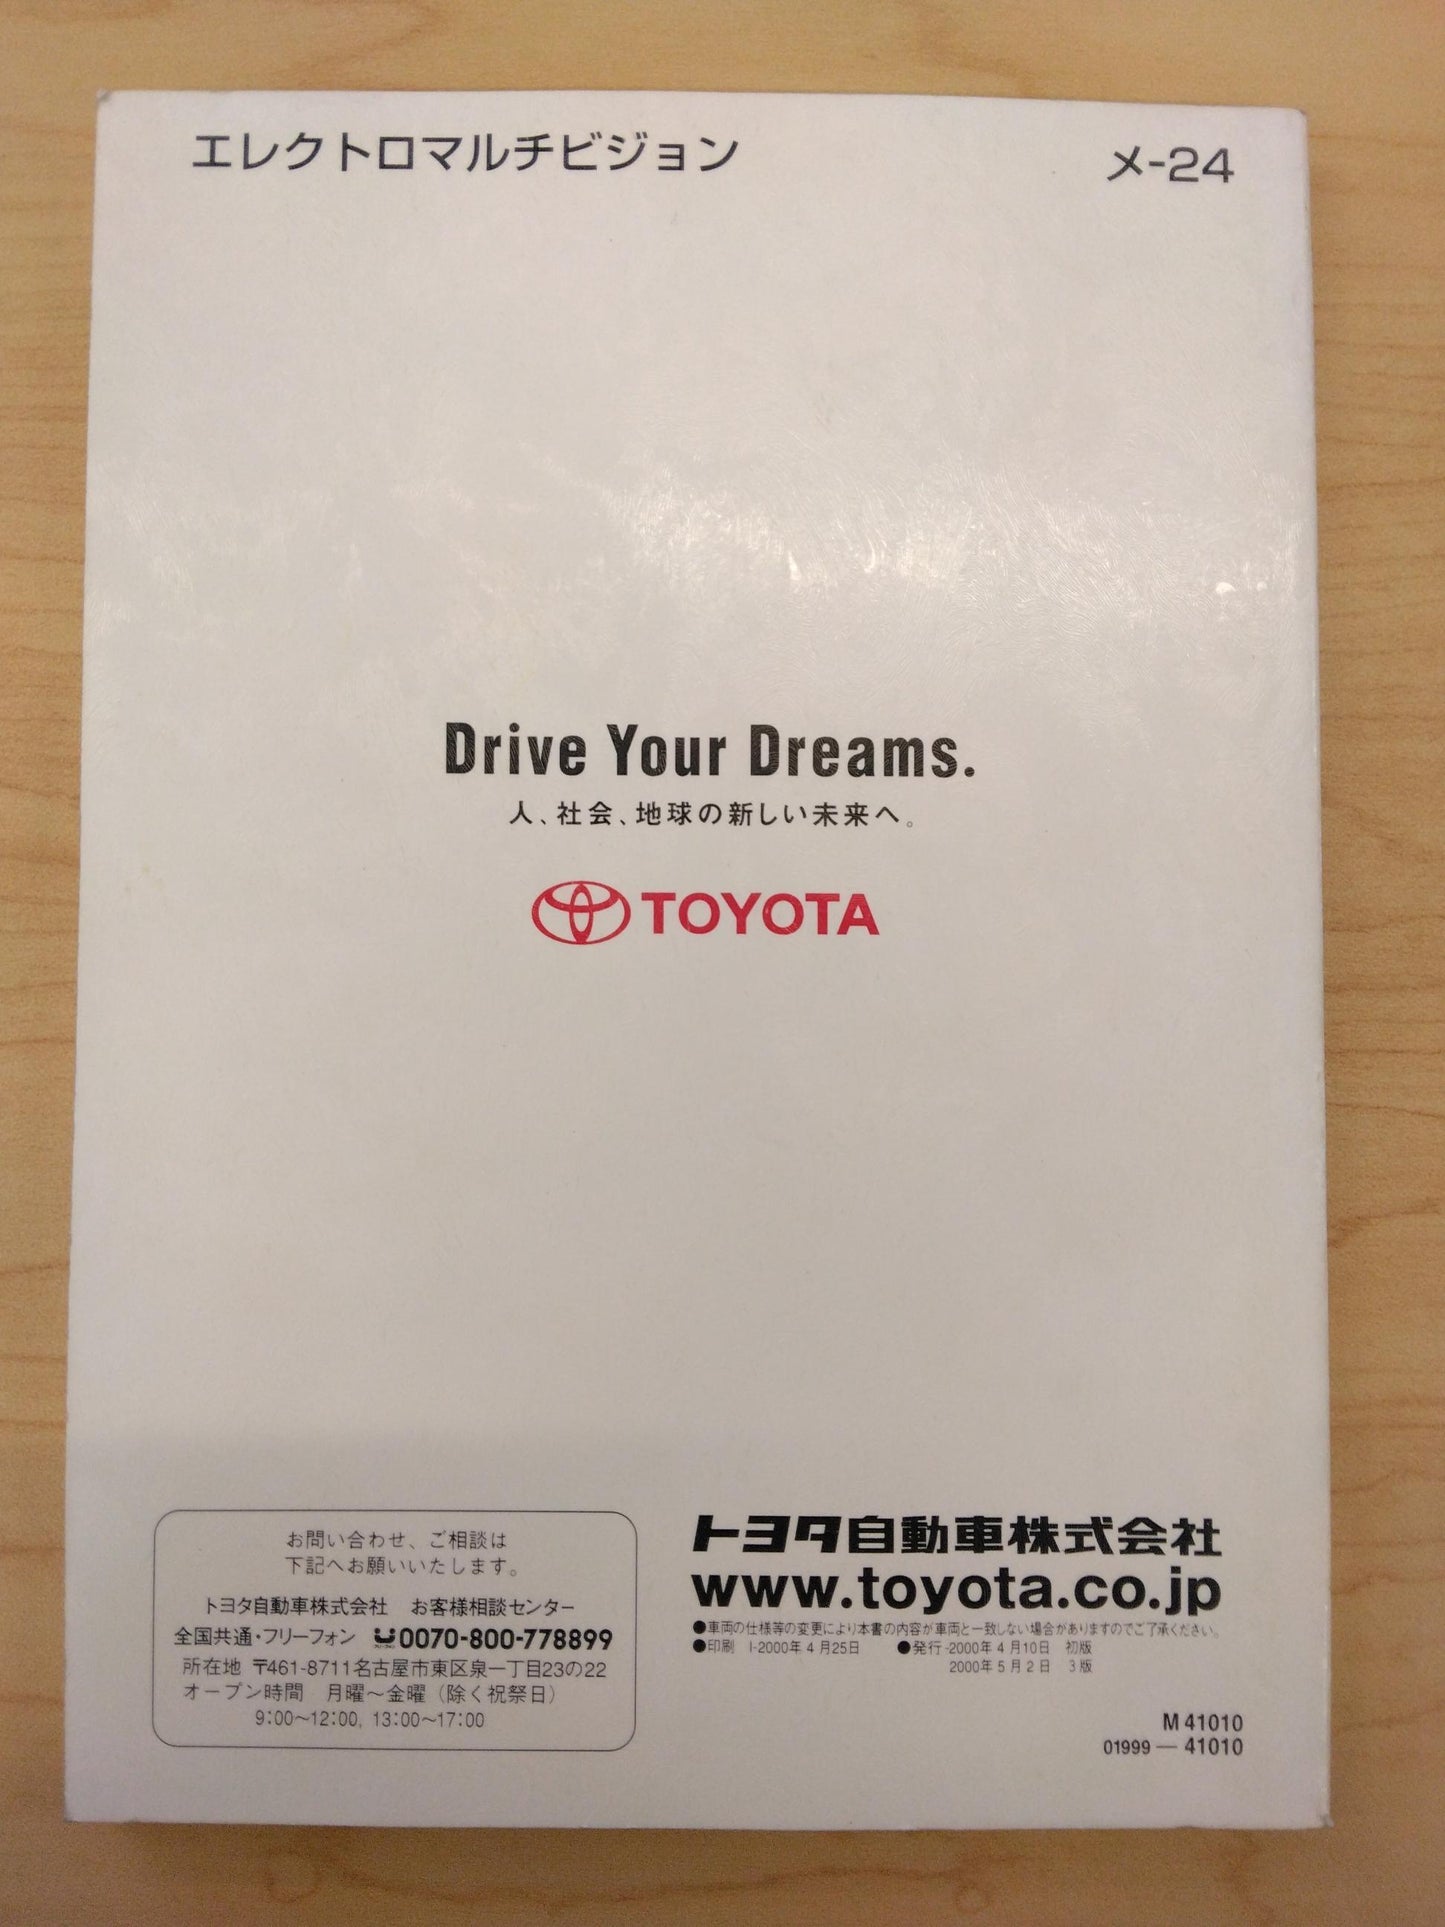 エレクトロマルチビジョン
メ-24
Drive Your Dreams.
人、社会、地球の新しい未来へ。
TOYOTA
お問い合わせ、ご相談は
下記へお願いいたします。
トヨタ自動車株式会社 お客様相談センター
全国共通・フリーフォン 0070-800-778899
所在地 〒461-8711名古屋市東区泉一丁目23の22
オープン時間 月曜〜金曜（除く祝祭日）
9:00〜12:00, 13:00〜17:00
トヨタ自動車株式会社
www.toyota.co.jp
●車両の仕様等の変更により本書の内容が車両と一致しない場合がありますのでご了承ください。
●印刷 I-2000年4月25日 ●発行-2000年4月10日 初版
2000年5月2日 3版
M 41010
01999 — 41010